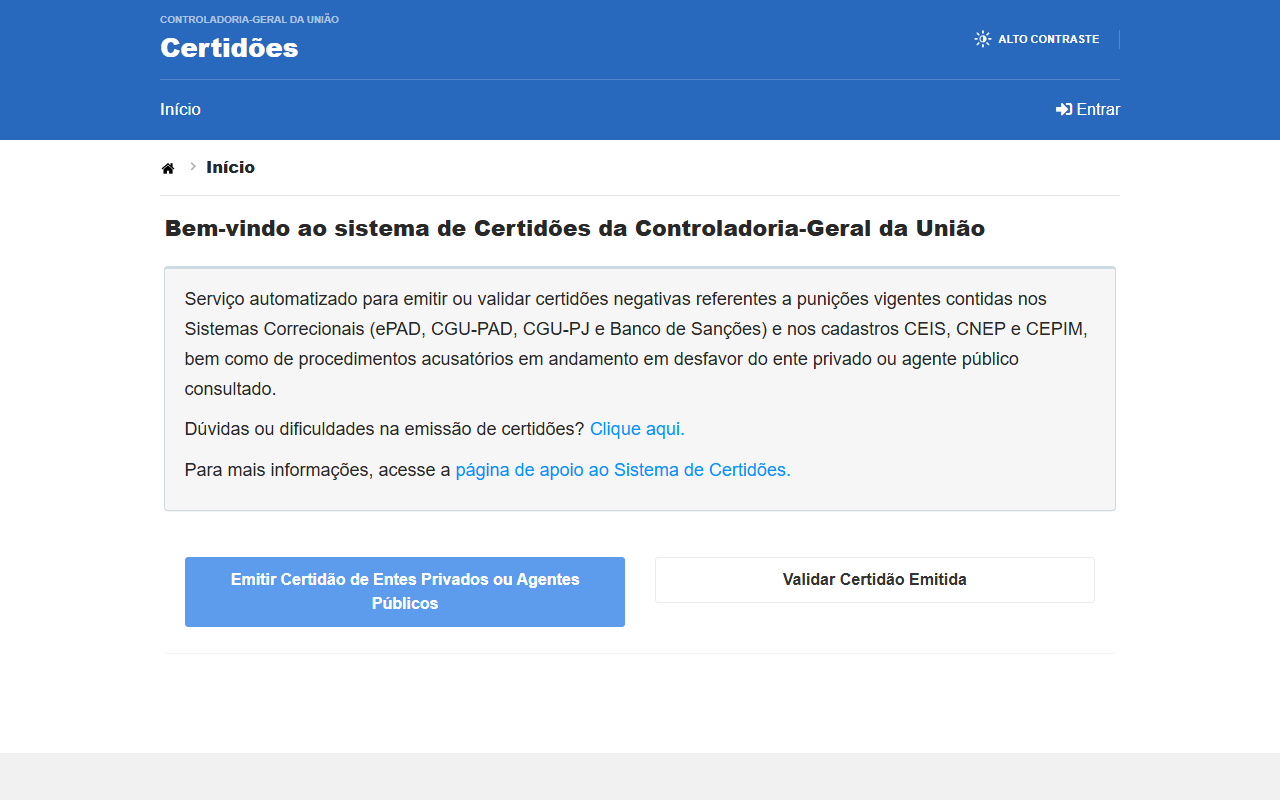 CONTROLADORIA-GERAL DA UNIÃO
Certidões
ALTO CONTRASTE
Início
Entrar
Início
Bem-vindo ao sistema de Certidões da Controladoria-Geral da União
Serviço automatizado para emitir ou validar certidões negativas referentes a punições vigentes contidas nos
Sistemas Correcionais (ePAD, CGU-PAD, CGU-PJ e Banco de Sanções) e nos cadastros CEIS, CNEP e CEPIM,
bem como de procedimentos acusatórios em andamento em desfavor do ente privado ou agente público
consultado.
Dúvidas ou dificuldades na emissão de certidões? Clique aqui.
Para mais informações, acesse a página de apoio ao Sistema de Certidões.
Emitir Certidão de Entes Privados ou Agentes
Públicos
Validar Certidão Emitida